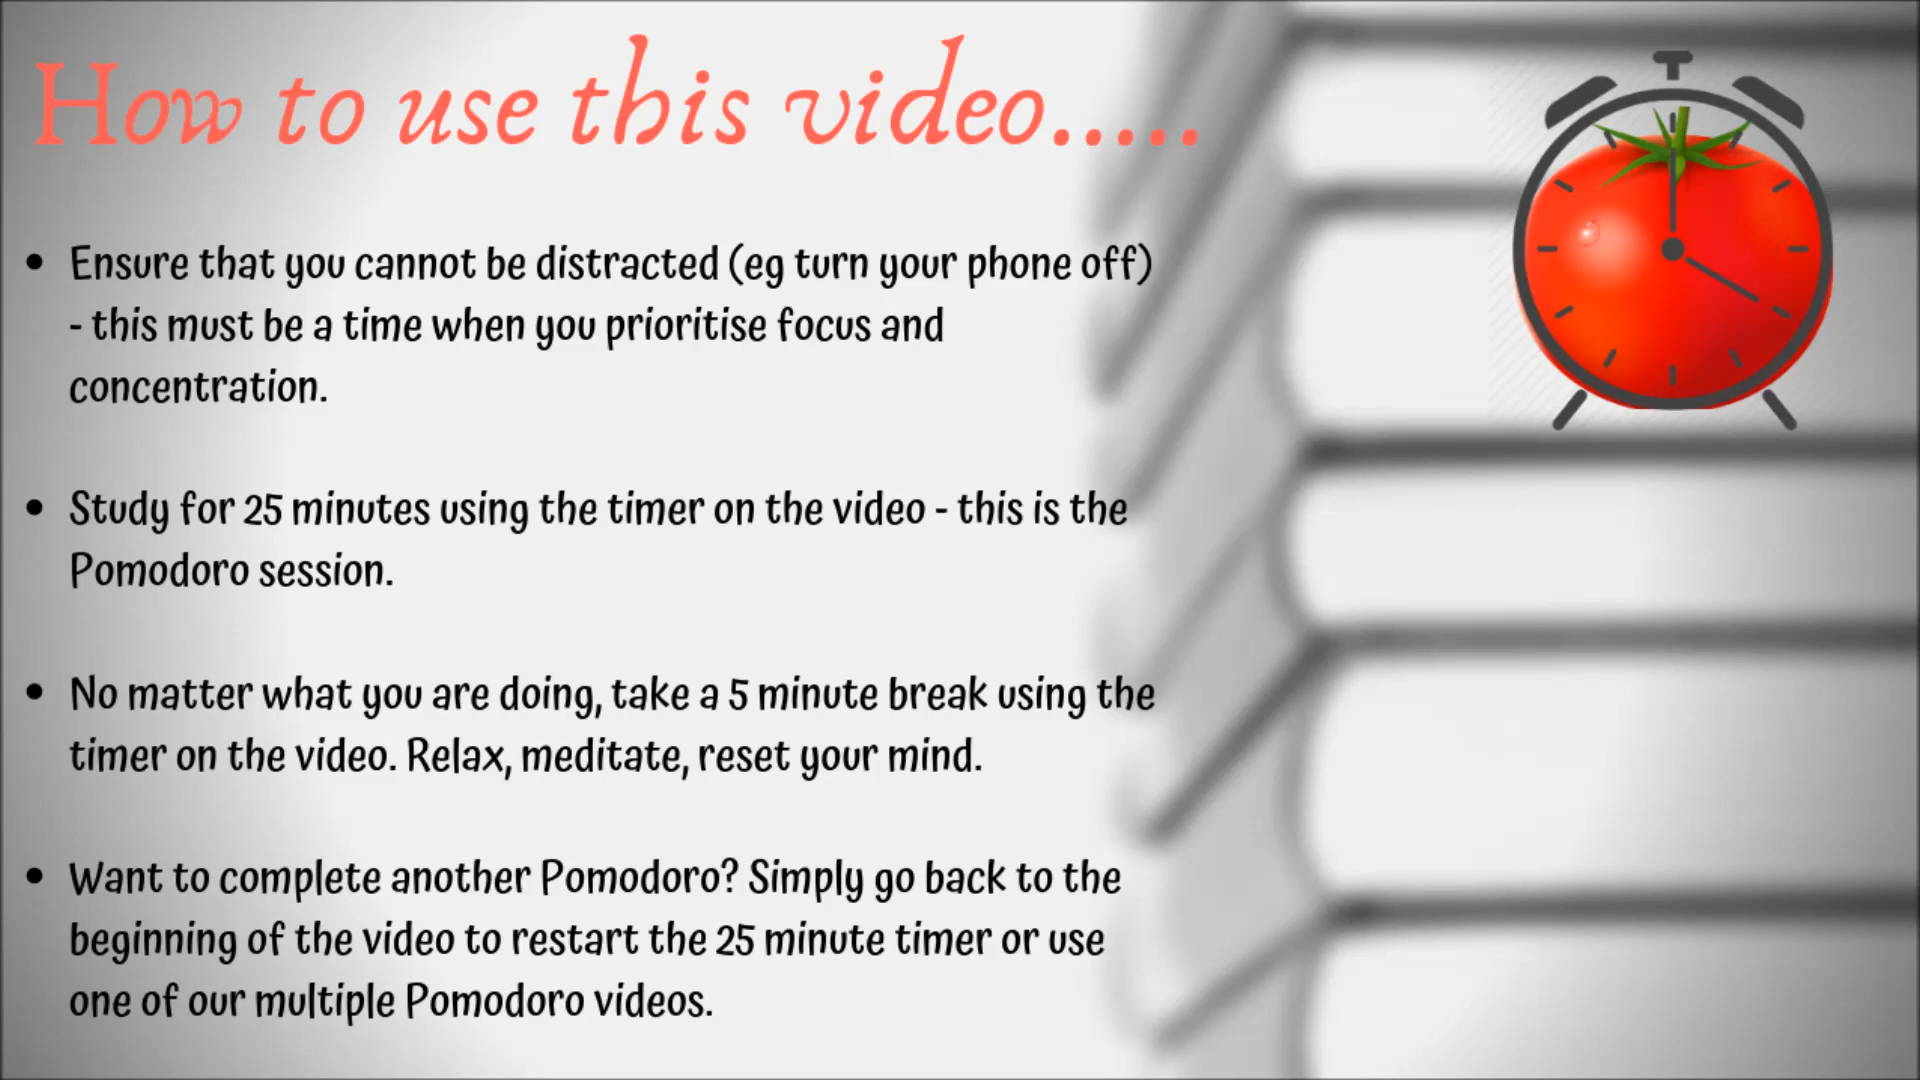 How to use this video.....
• Ensure that you cannot be distracted (eg turn your phone off)
- this must be a time when you prioritise focus and
concentration.
• Study for 25 minutes using the timer on the video - this is the
Pomodoro session.
• No matter what you are doing, take a 5 minute break using the
timer on the video. Relax, meditate, reset your mind.
• Want to complete another Pomodoro? Simply go back to the
beginning of the video to restart the 25 minute timer or use
one of our multiple Pomodoro videos.